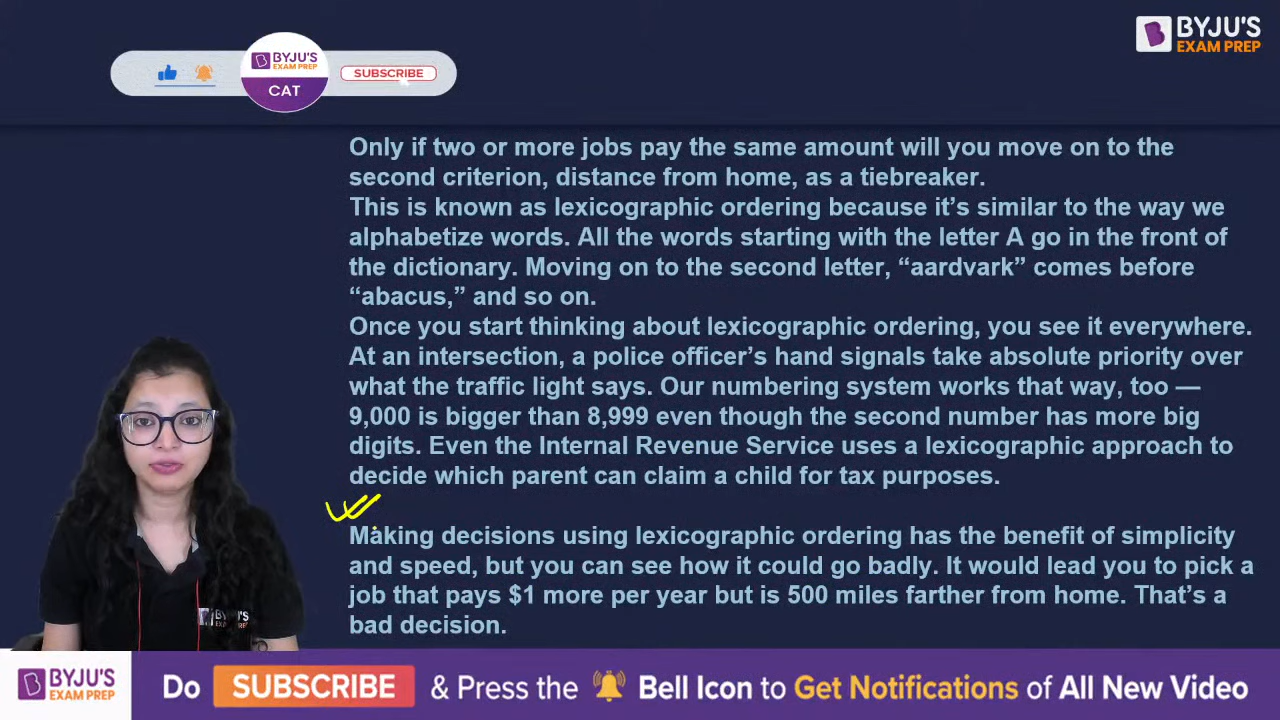 BYJU'S
EXAM PREP
BYJU'S
EXAM PREP
CAT
SUBSCRIBE
Only if two or more jobs pay the same amount will you move on to the
second criterion, distance from home, as a tiebreaker.
This is known as lexicographic ordering because it's similar to the way we
alphabetize words. All the words starting with the letter A go in the front of
the dictionary. Moving on to the second letter, “aardvark” comes before
“abacus,” and so on.
Once you start thinking about lexicographic ordering, you see it everywhere.
At an intersection, a police officer's hand signals take absolute priority over
what the traffic light says. Our numbering system works that way, too —
9,000 is bigger than 8,999 even though the second number has more big
digits. Even the Internal Revenue Service uses a lexicographic approach to
decide which parent can claim a child for tax purposes.
Making decisions using lexicographic ordering has the benefit of simplicity
and speed, but you can see how it could go badly. It would lead you to pick a
job that pays $1 more per year but is 500 miles farther from home. That's a
bad decision.
BYJU'S
EXAM PREP
BYJU'S
EXAM PREP
Do SUBSCRIBE & Press the Bell Icon to Get Notifications of All New Video